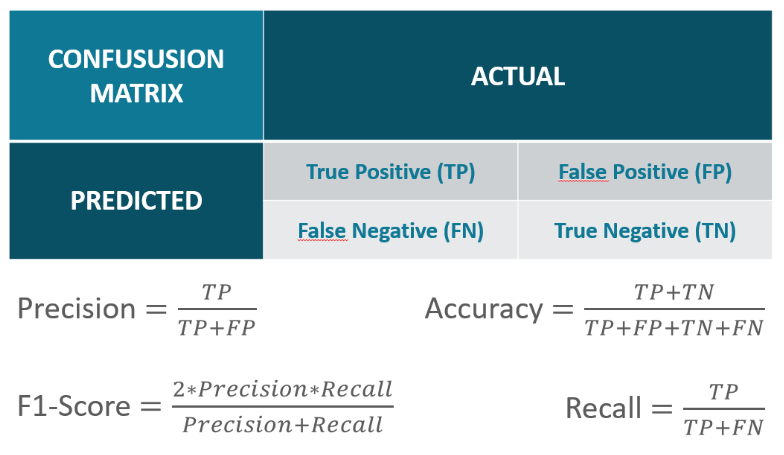 CONFUSUSION
MATRIX
ACTUAL
PREDICTED
True Positive (TP)
False Positive (FP)
False Negative (FN)
True Negative (TN)
Precision = TP / TP+FP
Accuracy = TP+TN / TP+FP+TN+FN
F1-Score = 2∗Precision∗Recall / Precision+Recall
Recall = TP / TP+FN